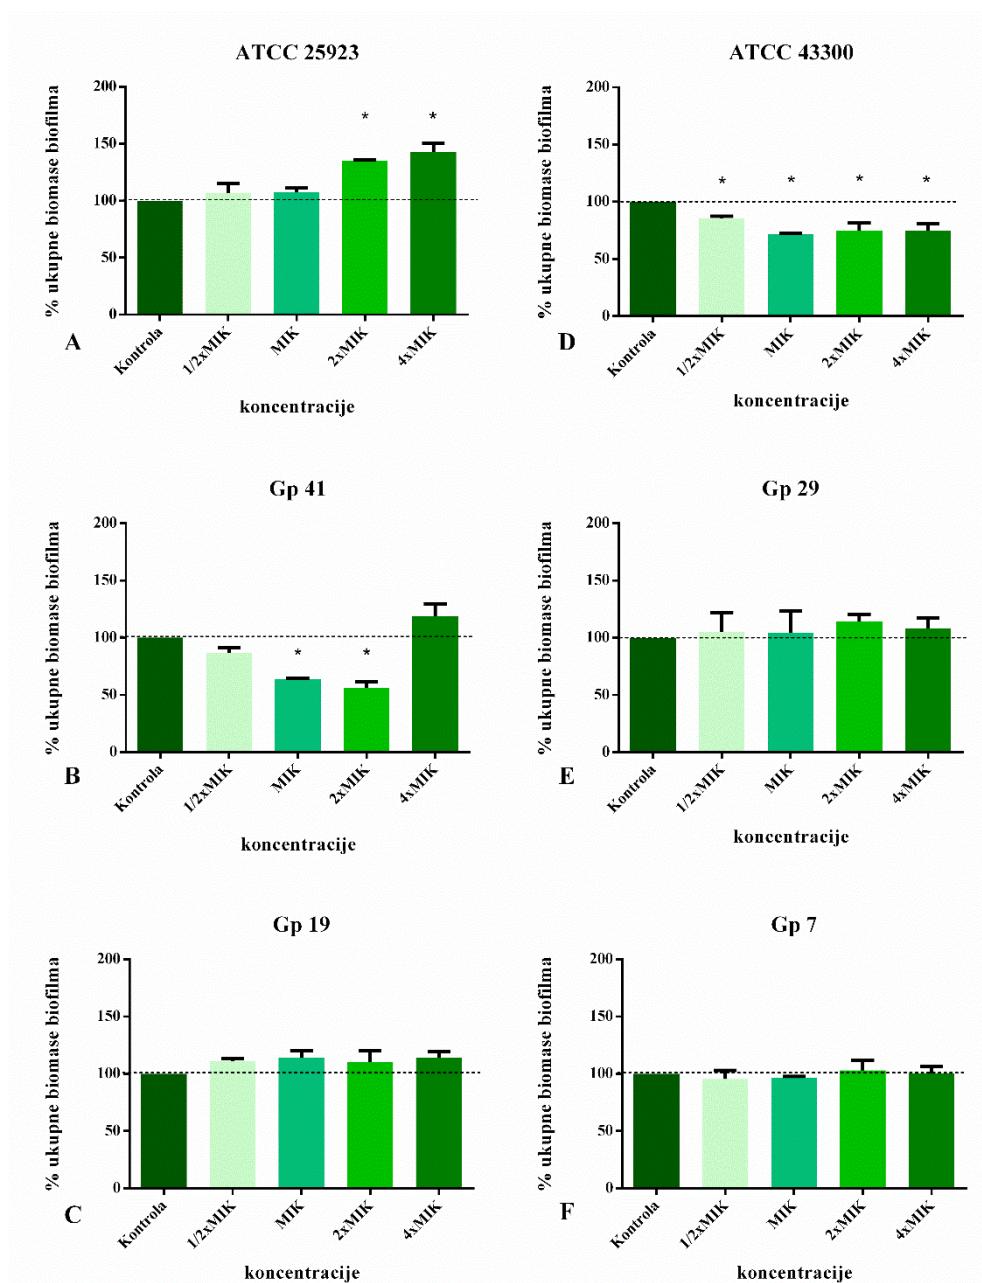 ATCC 25923
% ukupne biomase biofilma
200
150
100
50
0
* *
Kontrola 1/2xMIK MIK 2xMIK 4xMIK
A
koncentracije
ATCC 43300
% ukupne biomase biofilma
200
150
100
50
0
* * * *
Kontrola 1/2xMIK MIK 2xMIK 4xMIK
D
koncentracije
Gp 41
% ukupne biomase biofilma
200
150
100
50
0
* *
Kontrola 1/2xMIK MIK 2xMIK 4xMIK
B
koncentracije
Gp 29
% ukupne biomase biofilma
200
150
100
50
0
Kontrola 1/2xMIK MIK 2xMIK 4xMIK
E
koncentracije
Gp 19
% ukupne biomase biofilma
200
150
100
50
0
Kontrola 1/2xMIK MIK 2xMIK 4xMIK
C
koncentracije
Gp 7
% ukupne biomase biofilma
200
150
100
50
0
Kontrola 1/2xMIK MIK 2xMIK 4xMIK
F
koncentracije